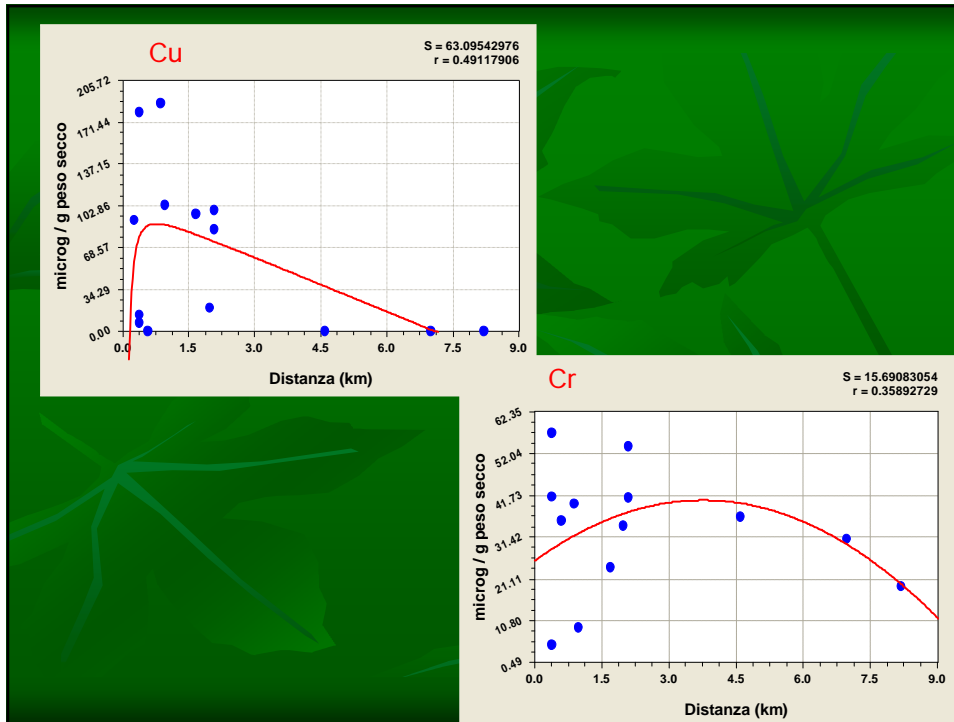 Cu
S = 63.09542976
r = 0.49117906
microg / g peso secco
205.72
171.44
137.15
102.86
68.57
34.29
0.00
0.0 1.5 3.0 4.5 6.0 7.5 9.0
Distanza (km)
Cr
S = 15.69083054
r = 0.35892729
microg / g peso secco
62.35
52.04
41.73
31.42
21.11
10.80
0.49
0.0 1.5 3.0 4.5 6.0 7.5 9.0
Distanza (km)